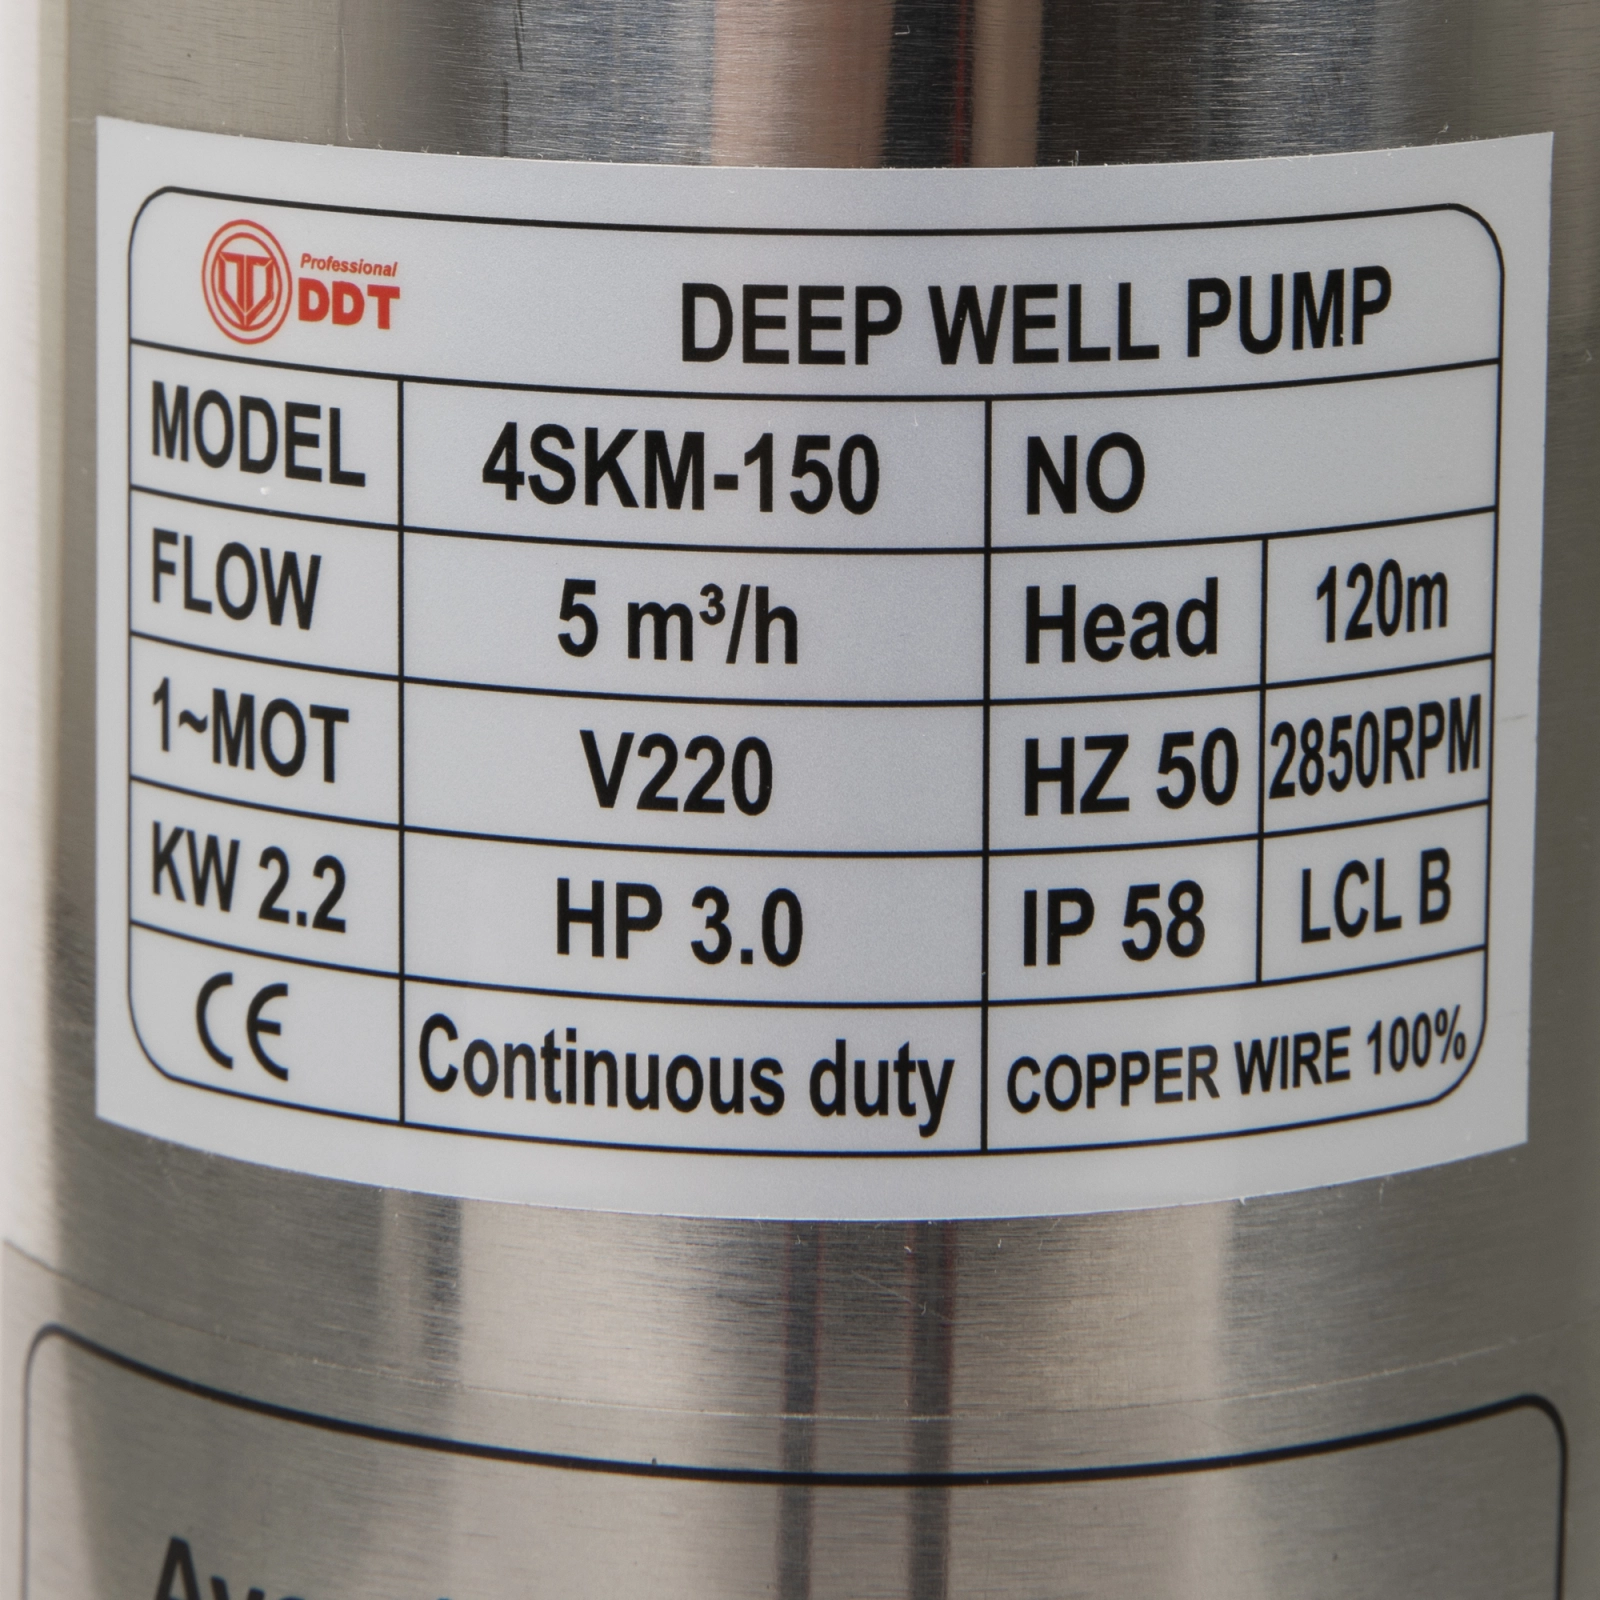 Professional
DDT
DEEP WELL PUMP
MODEL 4SKM-150 NO
FLOW 5 m³/h Head 120m
1~MOT V220 HZ 50 2850RPM
KW 2.2 HP 3.0 IP 58 LCL B
CE Continuous duty COPPER WIRE 100%